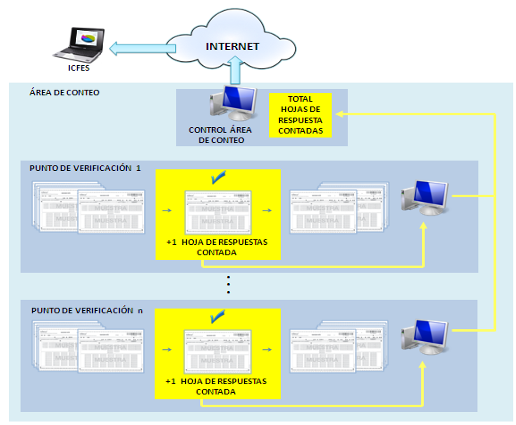 INTERNET
ICFES
ÁREA DE CONTEO
CONTROL ÁREA
DE CONTEO
TOTAL
HOJAS DE
RESPUESTA
CONTADAS
PUNTO DE VERIFICACIÓN 1
+1 HOJA DE RESPUESTAS
CONTADA
PUNTO DE VERIFICACIÓN n
+1 HOJA DE RESPUESTAS
CONTADA